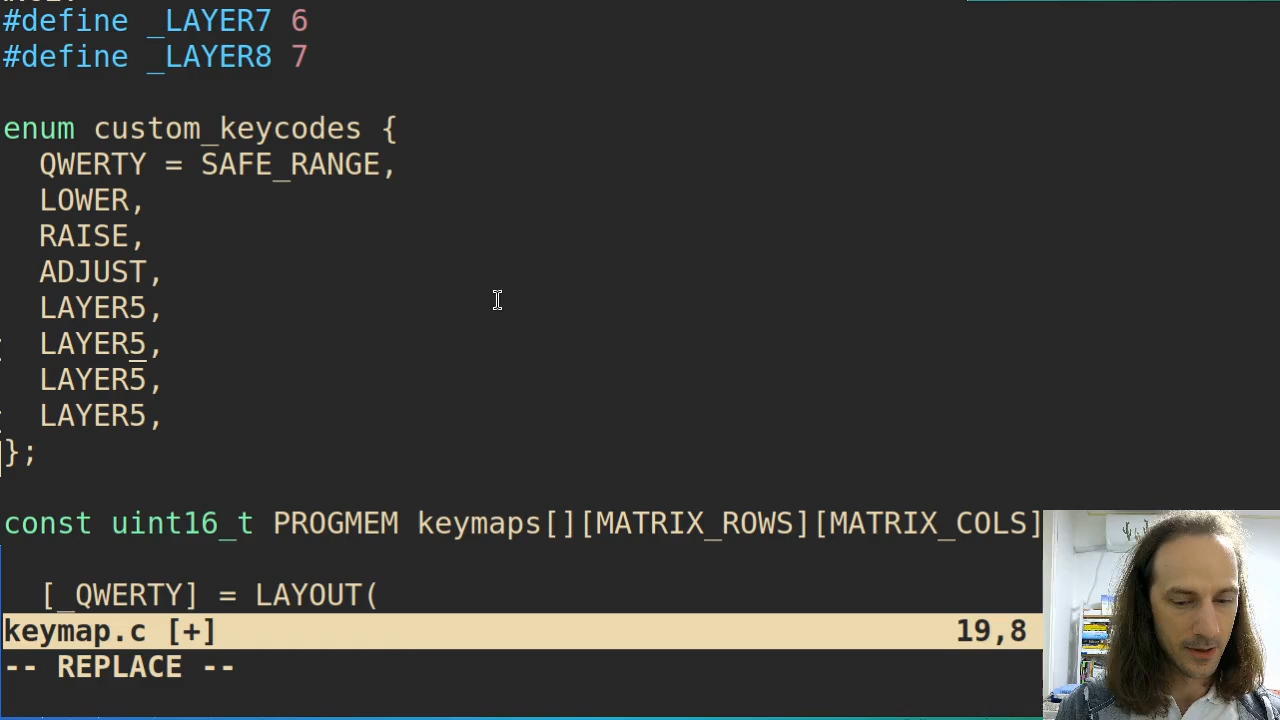 #define _LAYER7 6
#define _LAYER8 7
enum custom_keycodes {
  QWERTY = SAFE_RANGE,
  LOWER,
  RAISE,
  ADJUST,
  LAYER5,
  LAYER5,
  LAYER5,
  LAYER5,
};
const uint16_t PROGMEM keymaps[][MATRIX_ROWS][MATRIX_COLS]
  [_QWERTY] = LAYOUT(
keymap.c [+] 19,8
-- REPLACE --